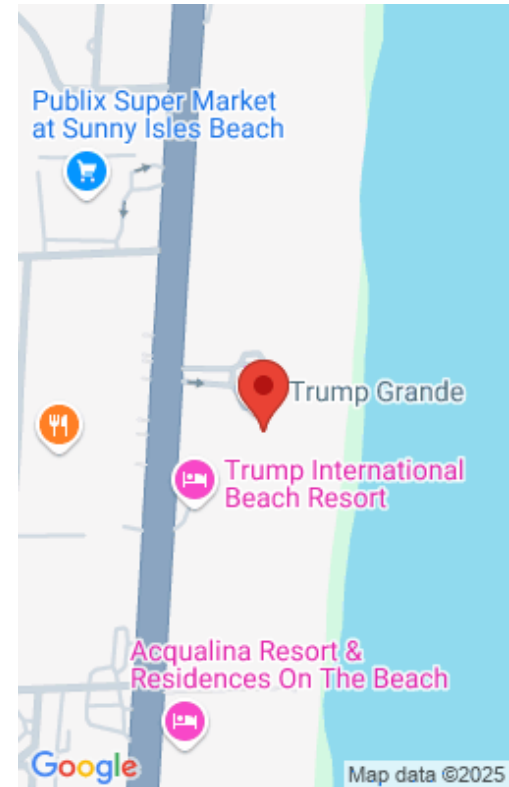 Publix Super Market
at Sunny Isles Beach
Trump Grande
Trump International
Beach Resort
Acqualina Resort &
Residences On The Beach
Google
Map data ©2025